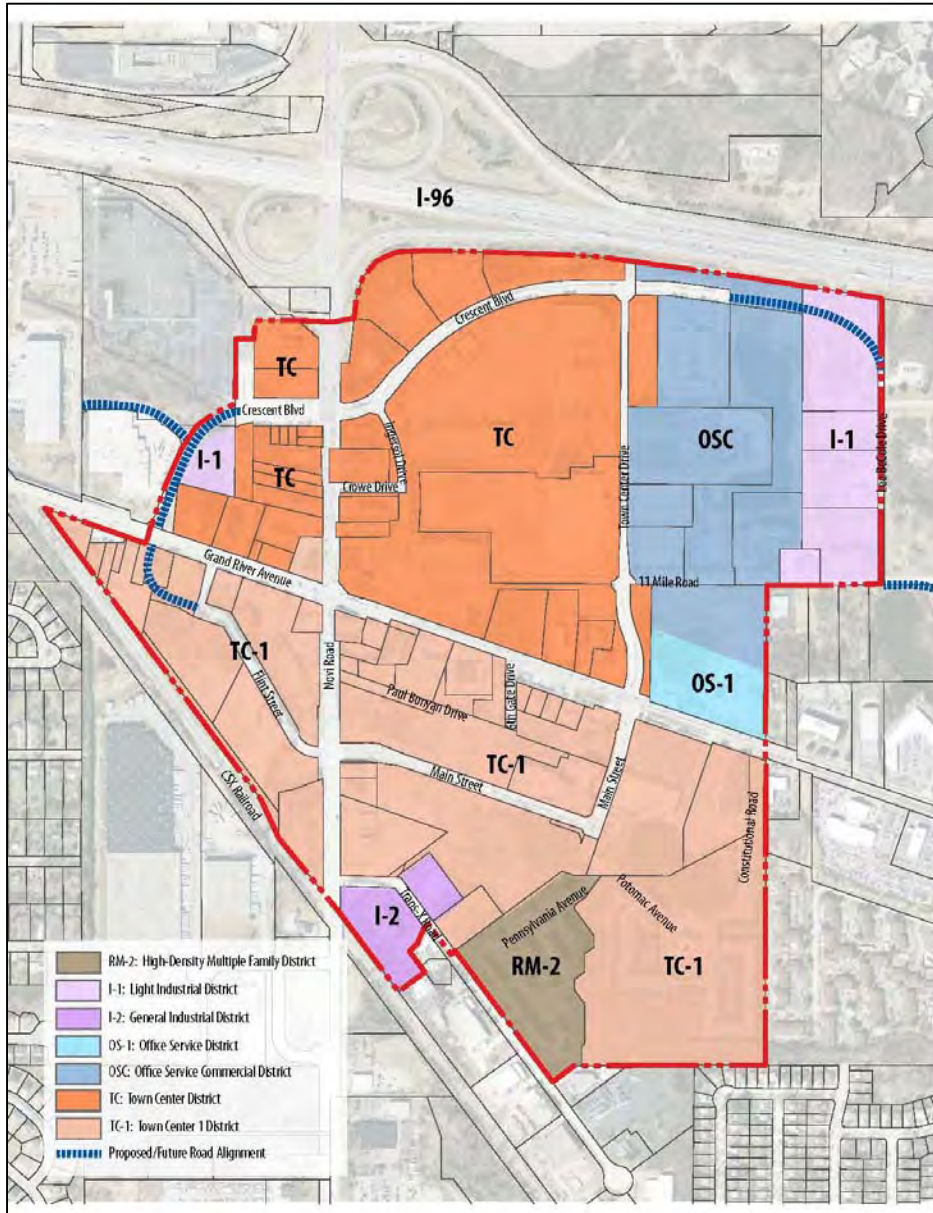 I-96
Crescent Blvd
TC
Crescent Blvd
Ingersol Drive
TC
OSC
I-1
I-1
TC
Crowe Drive
Town Center Drive
Grand River Avenue
11 Mile Road
TC-1
Novi Road
OS-1
Flint Street
Paul Bunyan Drive
6th Gate Drive
TC-1
Main Street
Main Street
CSX Railroad
Constitutional Road
Potomac Avenue
Pennsylvania Avenue
Trans-X Road
I-2
RM-2
TC-1
RM-2: High-Density Multiple Family District
I-1: Light Industrial District
I-2: General Industrial District
OS-1: Office Service District
OSC: Office Service Commercial District
TC: Town Center District
TC-1: Town Center 1 District
Proposed/Future Road Alignment